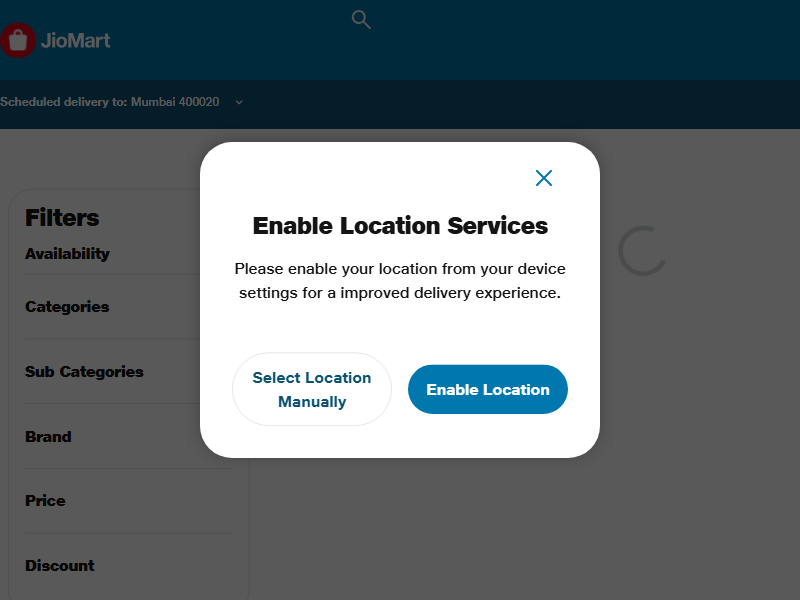 JioMart
Scheduled delivery to: Mumbai 400020
Filters
Availability
Categories
Sub Categories
Brand
Price
Discount
Enable Location Services
Please enable your location from your device
settings for a improved delivery experience.
Select Location
Manually
Enable Location